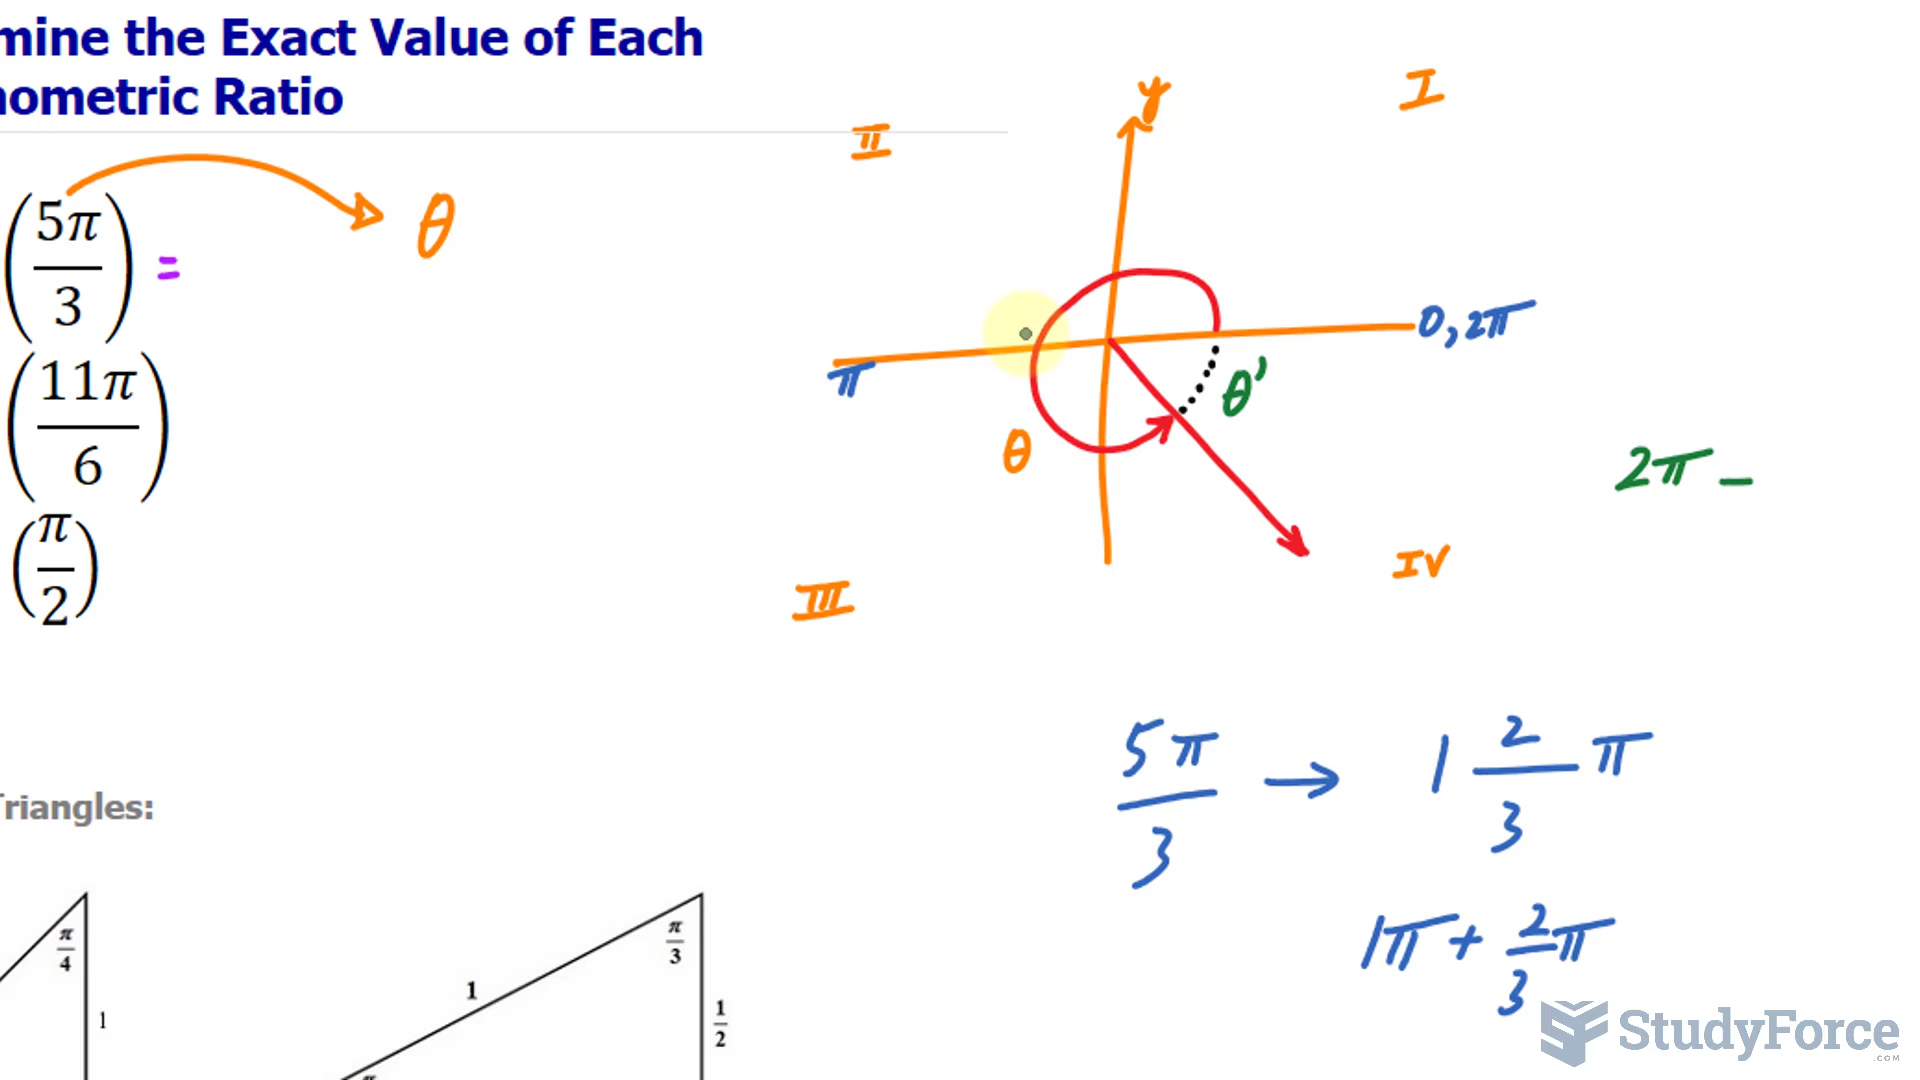 mine the Exact Value of Each
nometric Ratio
(5π/3) =
θ
(11π/6)
(π/2)
y
I
II
III
IV
0, 2π
π
θ
θ'
2π –
5π/3 → 1 2/3 π
1π + 2/3 π
Triangles:
π/4
1
1
π/3
1/2
StudyForce
.COM